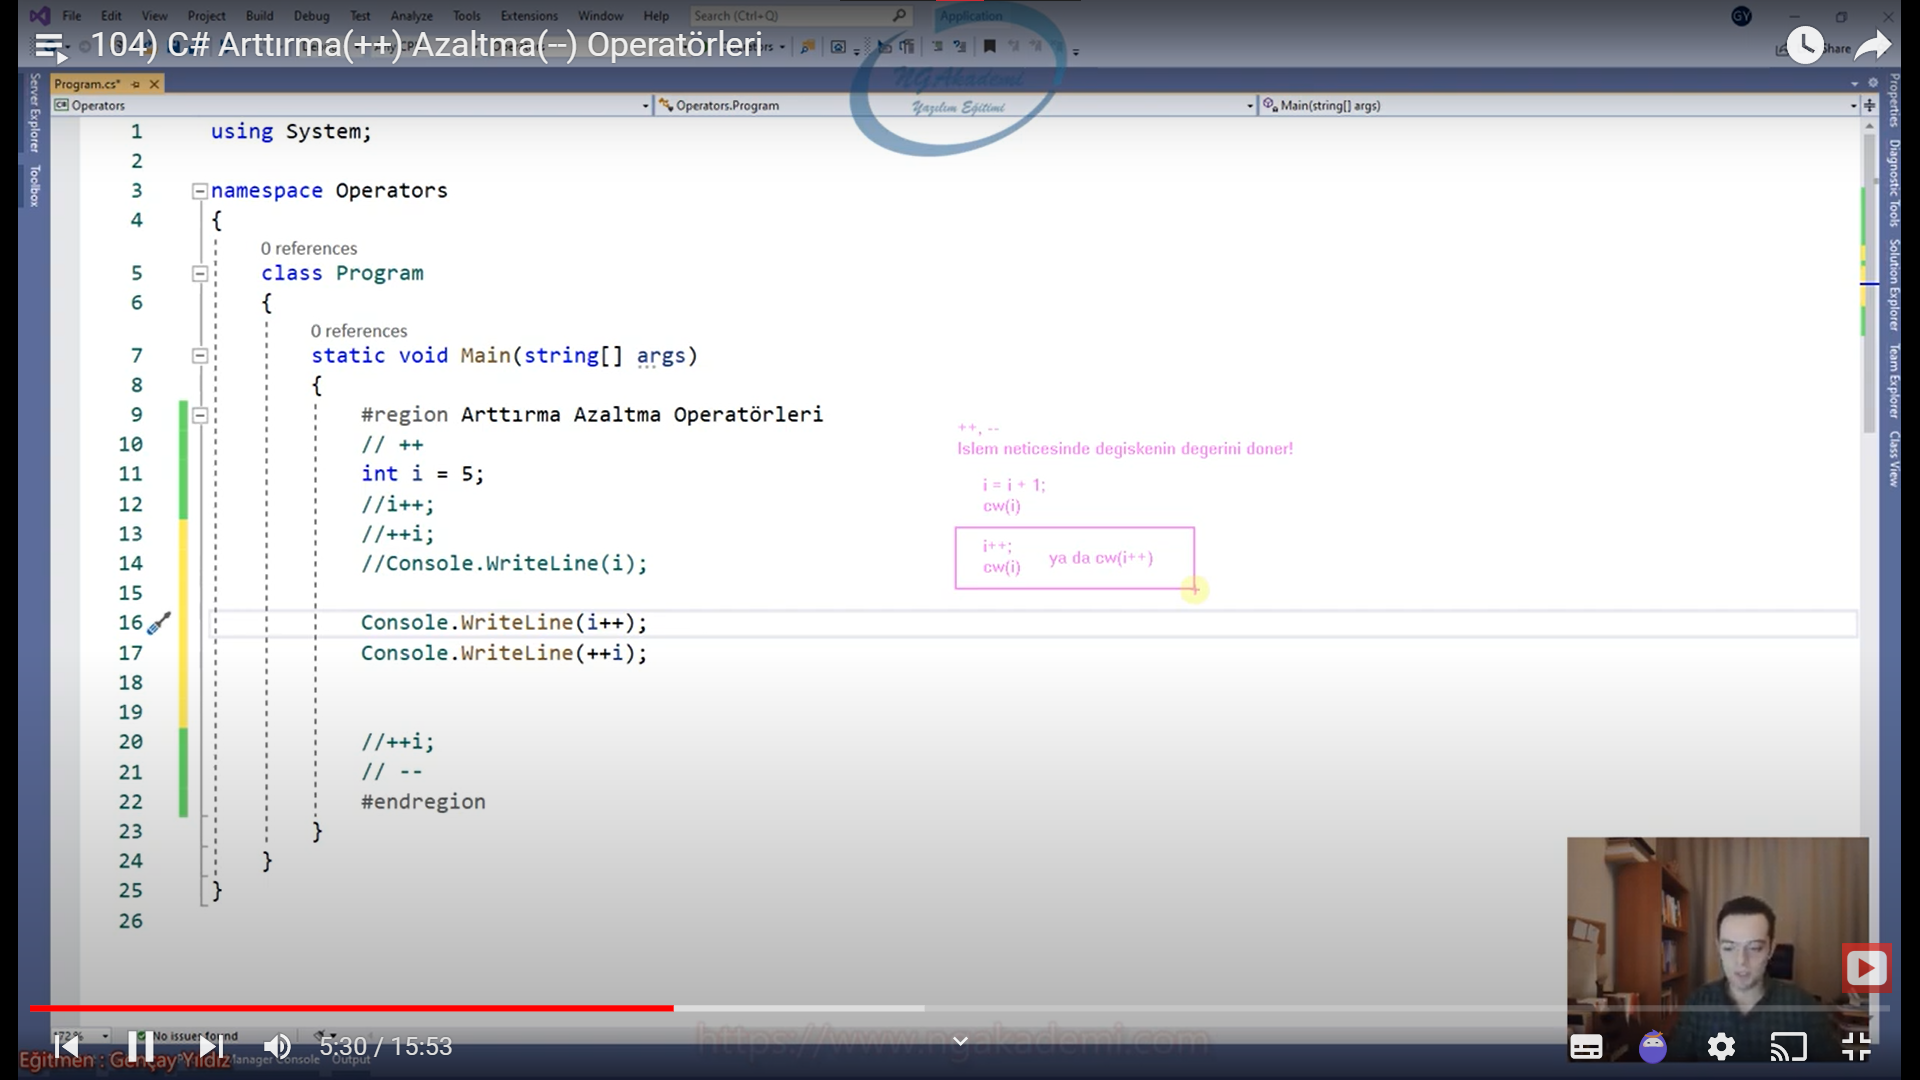 File Edit View Project Build Debug Test Analyze Tools Extensions Window Help Search (Ctrl+Q) Application GY
104) C# Arttırma(++) Azaltma(--) Operatörleri
Share
NGAkademi
Yazılım Eğitimi
Program.cs*
Operators Operators.Program Main(string[] args)
Server Explorer
Toolbox
Properties
Diagnostic Tools
Solution Explorer
Team Explorer
Class View
1 using System;
2
3 namespace Operators
4 {
0 references
5 class Program
6 {
0 references
7 static void Main(string[] args)
8 {
9 #region Arttırma Azaltma Operatörleri
10 // ++
11 int i = 5;
12 //i++;
13 //++i;
14 //Console.WriteLine(i);
15
16 Console.WriteLine(i++);
17 Console.WriteLine(++i);
18
19
20 //++i;
21 // --
22 #endregion
23 }
24 }
25 }
26
++, --
Islem neticesinde degiskenin degerini doner!
i = i + 1;
cw(i)
i++;
cw(i)
ya da cw(i++)
No issues found
https://www.ngakademi.com
5:30 / 15:53
Eğitmen : Gençay Yıldız
Manager Console Output